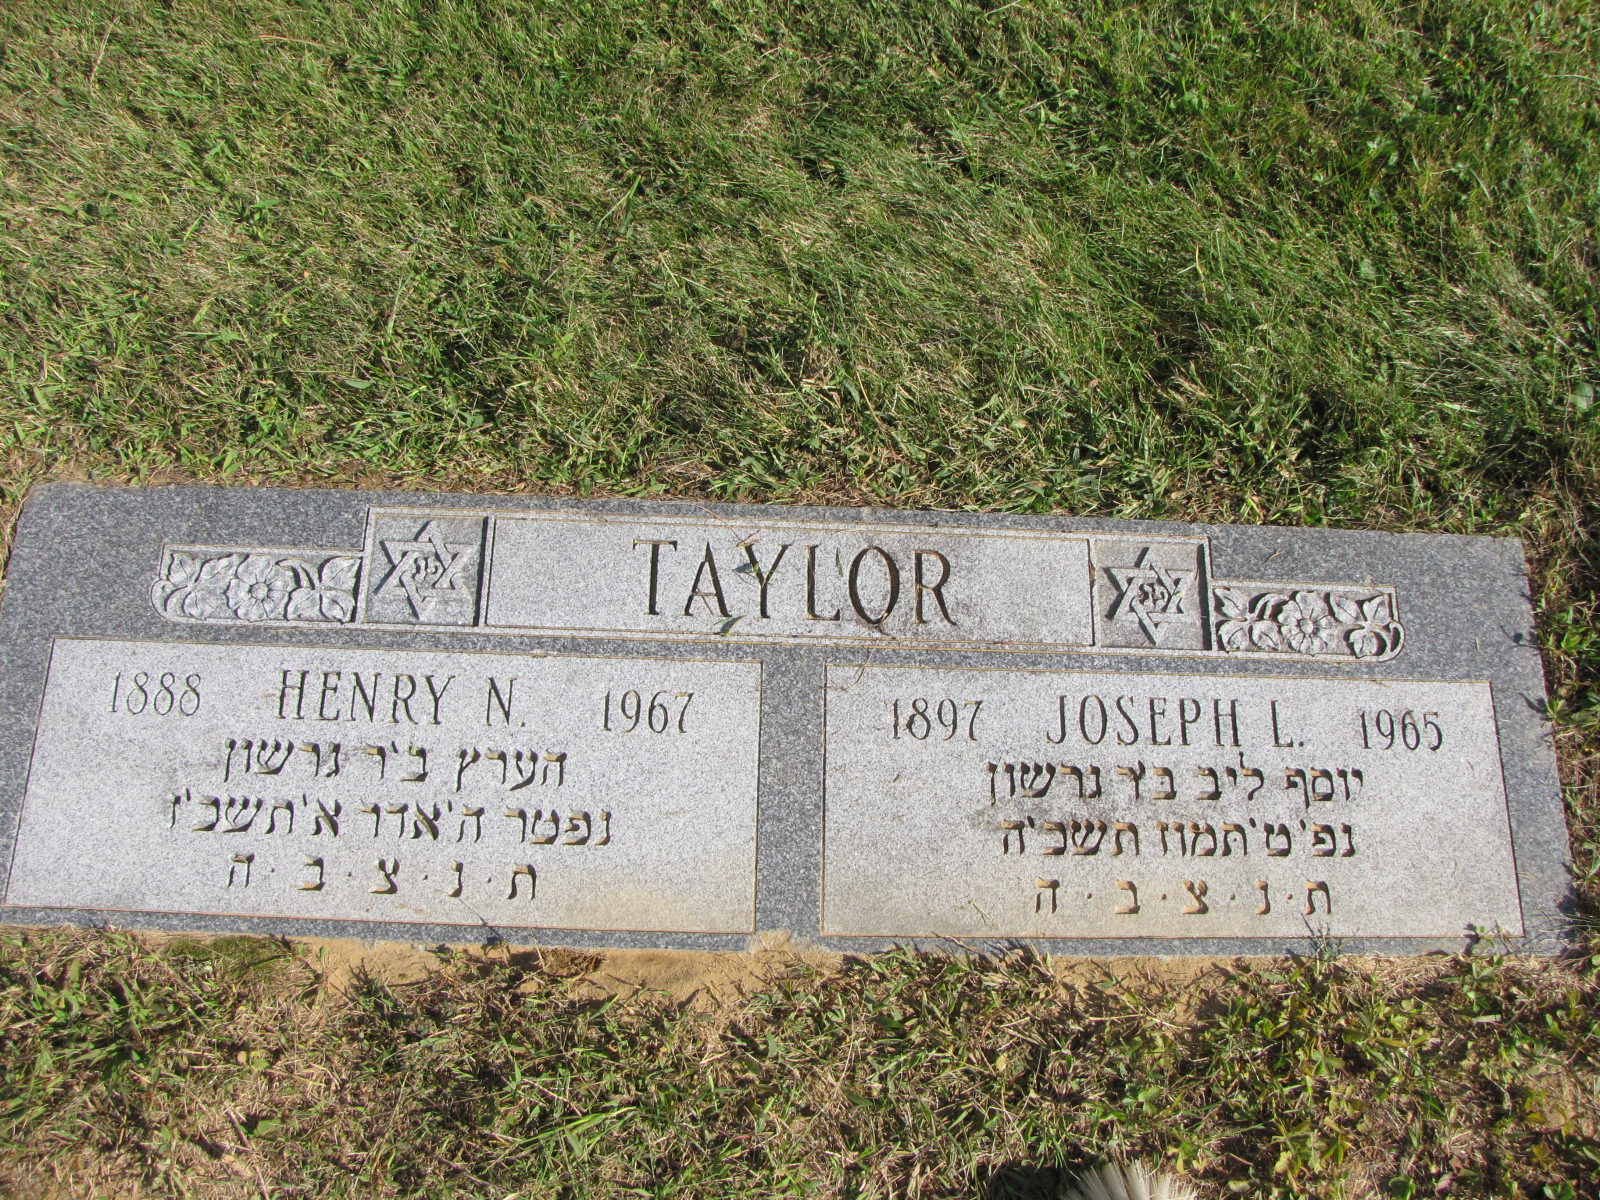 TAYLOR
1888 HENRY N. 1967
הערץ ב'ר גרשון
נפטר ה'אדר א'תשכ'ז
ת·נ·צ·ב·ה
1897 JOSEPH L. 1965
יוסף ליב בר גרשון
נפ'ט'תמוז תשכ'ה
ת·נ·צ·ב·ה